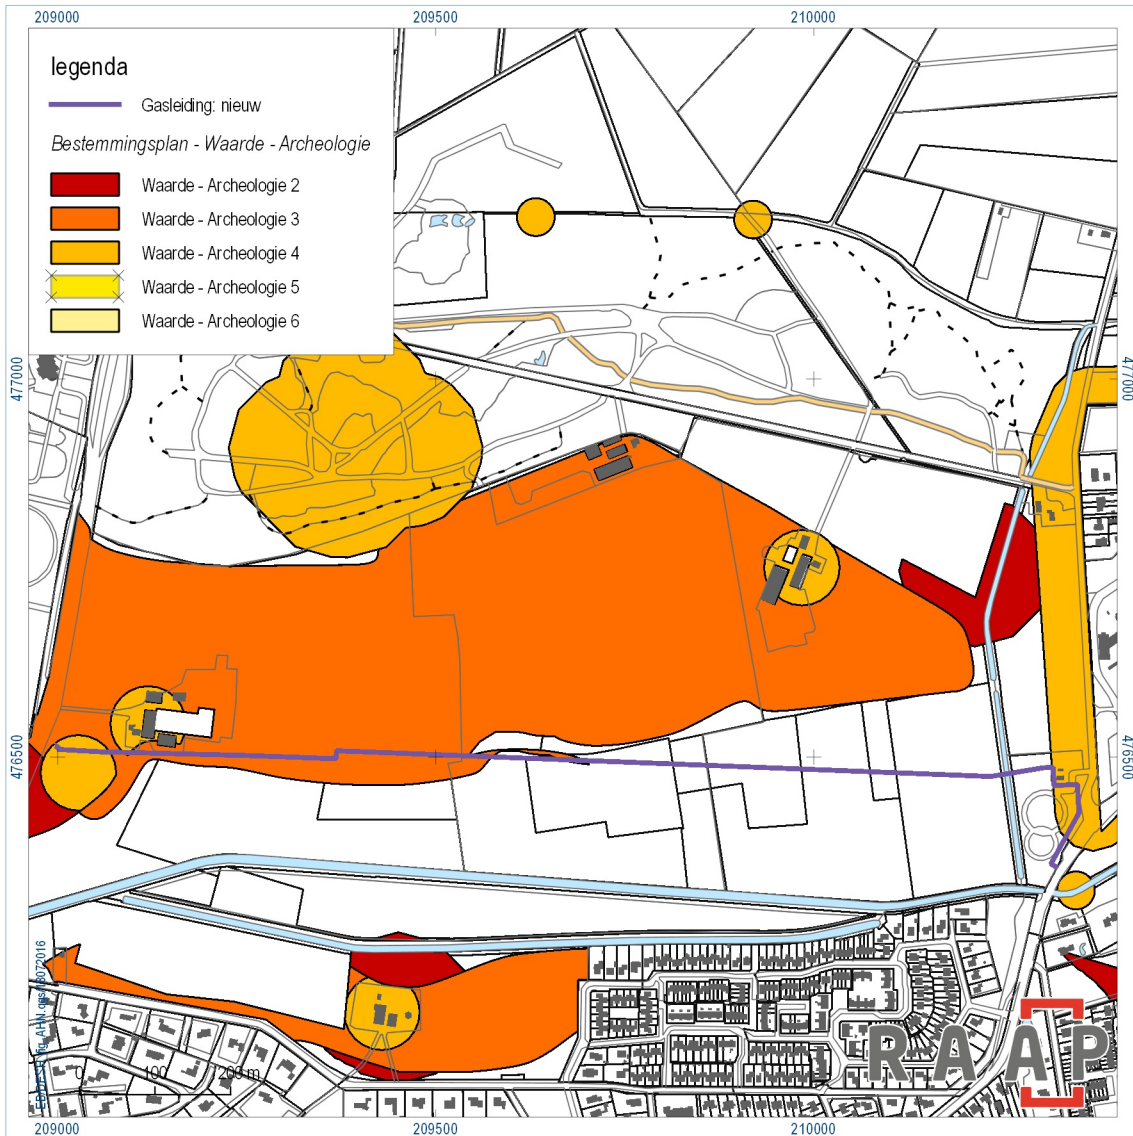 209000 209500 210000
legenda
Gasleiding: nieuw
Bestemmingsplan - Waarde - Archeologie
Waarde - Archeologie 2
Waarde - Archeologie 3
Waarde - Archeologie 4
Waarde - Archeologie 5
Waarde - Archeologie 6
477000 477000
476500 476500
0 100 200 m
RAAP
209000 209500 210000